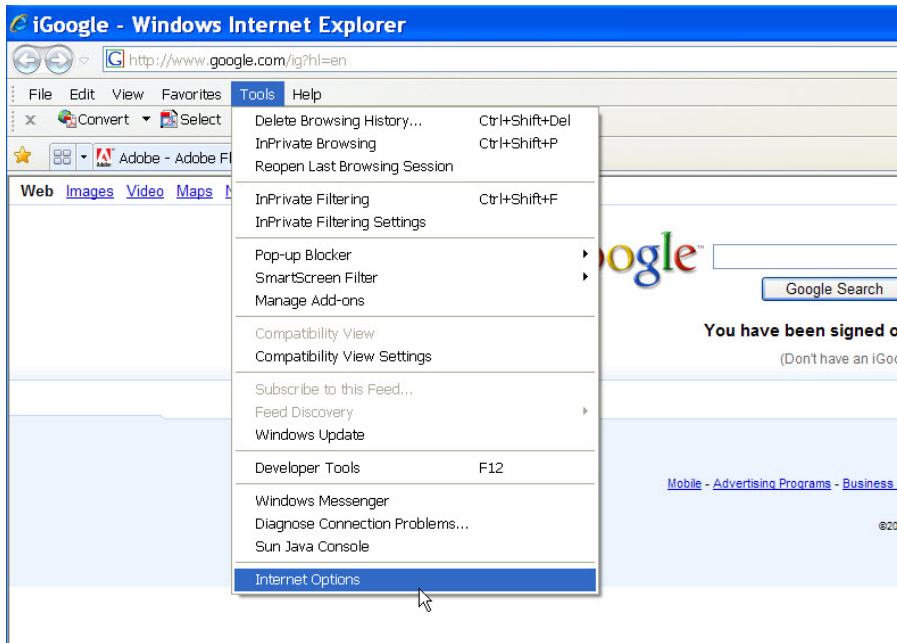 iGoogle - Windows Internet Explorer
http://www.google.com/ig?hl=en
File Edit View Favorites Tools Help
x Convert Select
Adobe - Adobe Fl
Web Images Video Maps
Delete Browsing History... Ctrl+Shift+Del
InPrivate Browsing Ctrl+Shift+P
Reopen Last Browsing Session
InPrivate Filtering Ctrl+Shift+F
InPrivate Filtering Settings
Pop-up Blocker
SmartScreen Filter
Manage Add-ons
Compatibility View
Compatibility View Settings
Subscribe to this Feed...
Feed Discovery
Windows Update
Developer Tools F12
Windows Messenger
Diagnose Connection Problems...
Sun Java Console
Internet Options
ogle™
Google Search
You have been signed o
(Don't have an iGoo
Mobile - Advertising Programs - Business
©20